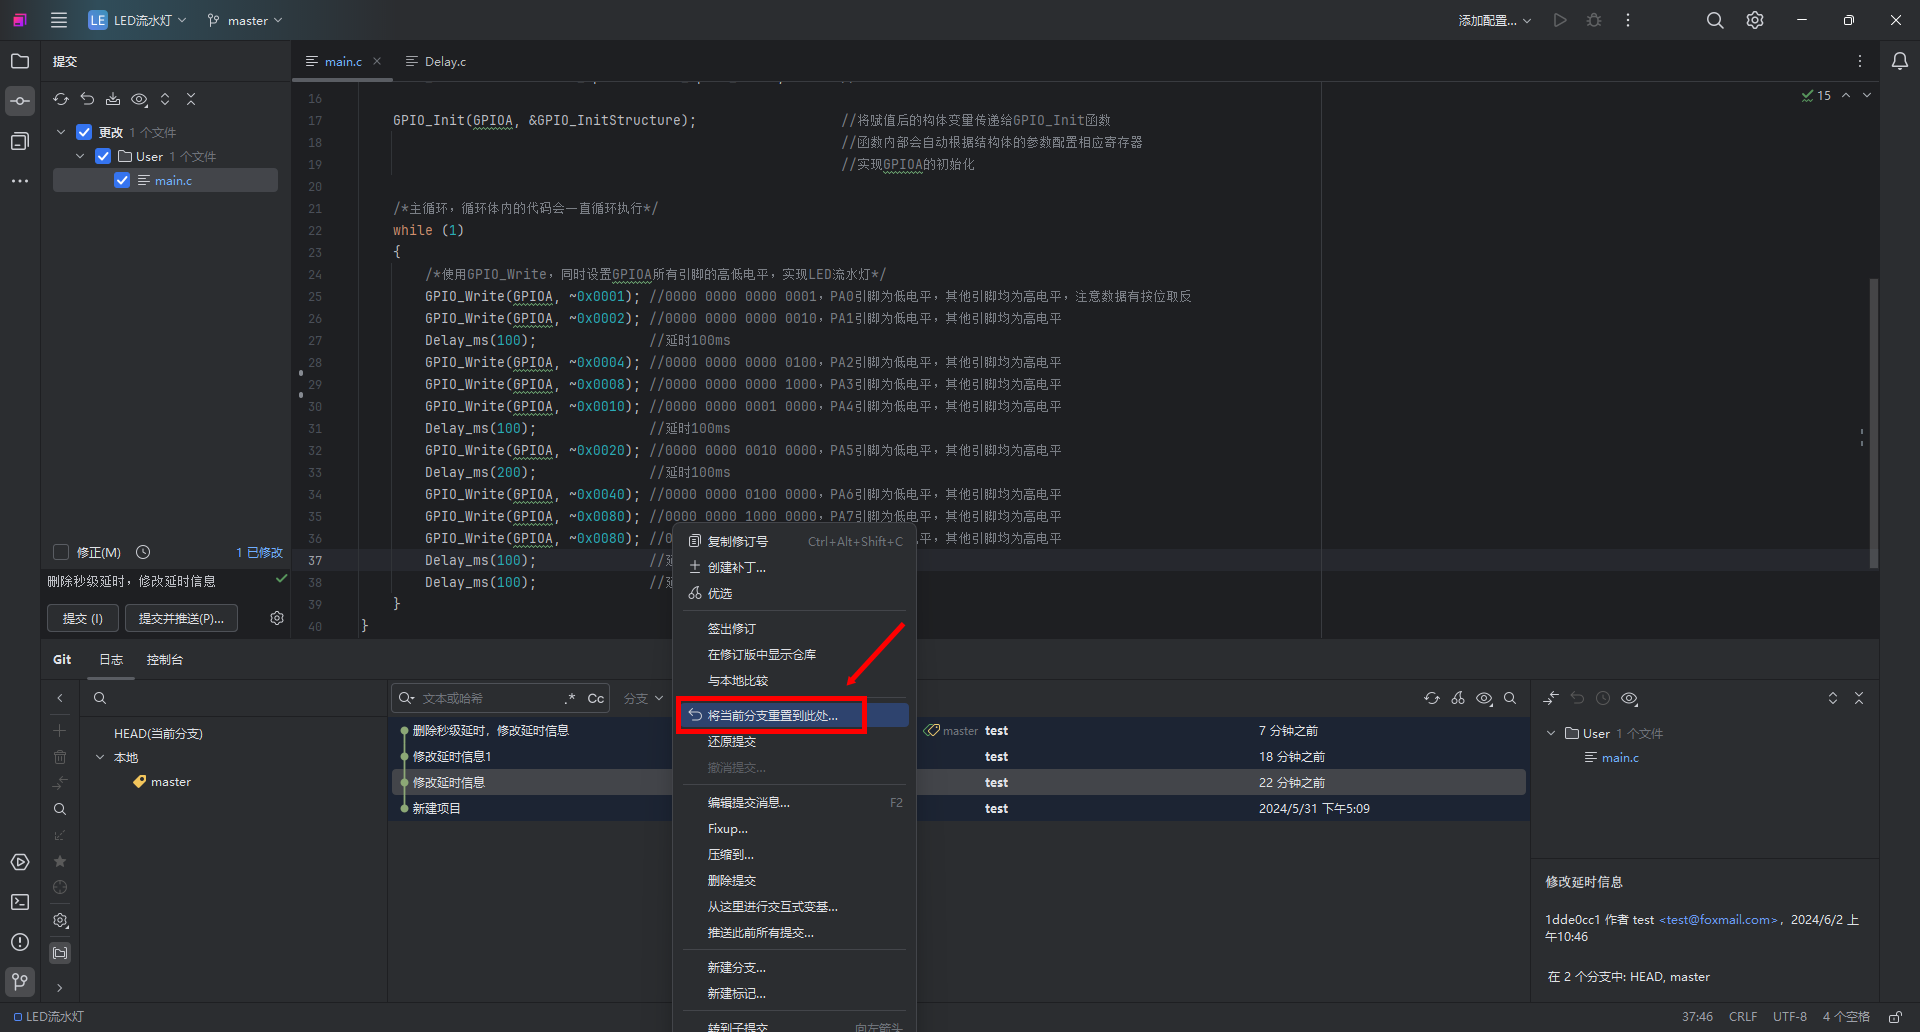 LE LED流水灯 master 添加配置...
提交
main.c
Delay.c
更改 1 个文件
User 1 个文件
main.c
15
16
17 GPIO_Init(GPIOA, &GPIO_InitStructure); //将赋值后的构体变量传递给GPIO_Init函数
18 //函数内部会自动根据结构体的参数配置相应寄存器
19 //实现GPIOA的初始化
20
21 /*主循环，循环体内的代码会一直循环执行*/
22 while (1)
23 {
24 /*使用GPIO_Write，同时设置GPIOA所有引脚的高低电平，实现LED流水灯*/
25 GPIO_Write(GPIOA, ~0x0001); //0000 0000 0000 0001，PA0引脚为低电平，其他引脚均为高电平，注意数据有按位取反
26 GPIO_Write(GPIOA, ~0x0002); //0000 0000 0000 0010，PA1引脚为低电平，其他引脚均为高电平
27 Delay_ms(100); //延时100ms
28 GPIO_Write(GPIOA, ~0x0004); //0000 0000 0000 0100，PA2引脚为低电平，其他引脚均为高电平
29 GPIO_Write(GPIOA, ~0x0008); //0000 0000 0000 1000，PA3引脚为低电平，其他引脚均为高电平
30 GPIO_Write(GPIOA, ~0x0010); //0000 0000 0001 0000，PA4引脚为低电平，其他引脚均为高电平
31 Delay_ms(100); //延时100ms
32 GPIO_Write(GPIOA, ~0x0020); //0000 0000 0010 0000，PA5引脚为低电平，其他引脚均为高电平
33 Delay_ms(200); //延时100ms
34 GPIO_Write(GPIOA, ~0x0040); //0000 0000 0100 0000，PA6引脚为低电平，其他引脚均为高电平
35 GPIO_Write(GPIOA, ~0x0080); //0000 0000 1000 0000，PA7引脚为低电平，其他引脚均为高电平
36 GPIO_Write(GPIOA, ~0x0080); //0 电平，其他引脚均为高电平
37 Delay_ms(100); //延
38 Delay_ms(100); //延
39 }
40 }
修正(M) 1 已修改
删除秒级延时，修改延时信息
提交 (I) 提交并推送(P)...
Git 日志 控制台
HEAD(当前分支)
本地
master
文本或哈希 .* Cc 分支
删除秒级延时，修改延时信息 master test 7 分钟之前
修改延时信息1 test 18 分钟之前
修改延时信息 test 22 分钟之前
新建项目 test 2024/5/31 下午5:09
复制修订号 Ctrl+Alt+Shift+C
创建补丁...
优选
签出修订
在修订版中显示仓库
与本地比较
将当前分支重置到此处...
还原提交
撤消提交...
编辑提交消息... F2
Fixup...
压缩到...
删除提交
从这里进行交互式变基...
推送此前所有提交...
新建分支...
新建标记...
转到子提交 向左箭头
User 1 个文件
main.c
修改延时信息
1dde0cc1 作者 test <test@foxmail.com>，2024/6/2 上
午10:46
在 2 个分支中: HEAD, master
LED流水灯
37:46 CRLF UTF-8 4 个空格